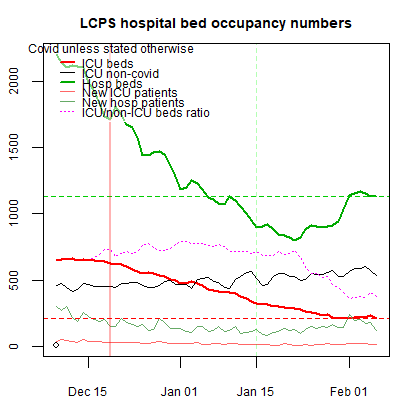 LCPS hospital bed occupancy numbers
Covid unless stated otherwise
ICU beds
ICU non-covid
Hosp beds
New ICU patients
New hosp patients
ICU/non-ICU beds ratio
2000
1500
1000
500
0
Dec 15
Jan 01
Jan 15
Feb 01